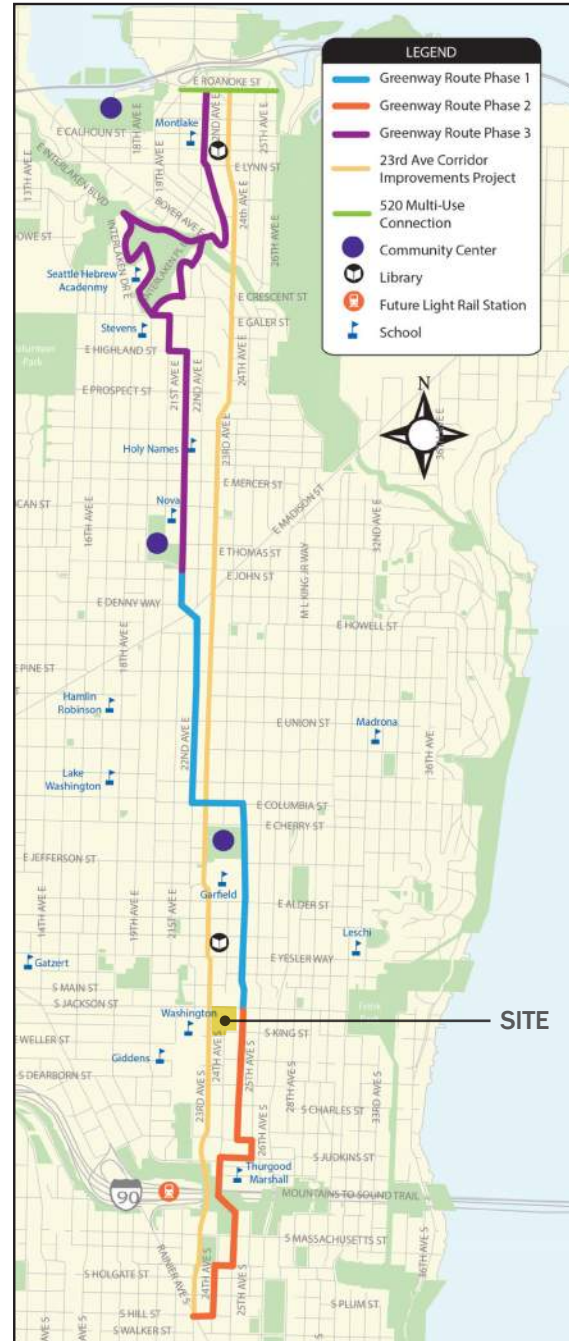 LEGEND
Greenway Route Phase 1
Greenway Route Phase 2
Greenway Route Phase 3
23rd Ave Corridor
Improvements Project
520 Multi-Use
Connection
Community Center
Library
Future Light Rail Station
School
E ROANOKE ST
18TH AVE E
Montlake
25TH AVE E
E CALHOUN ST
19TH AVE E
E LYNN ST
13TH AVE E
E INTERLAKEN BLVD
BOYER AVE E
24th AVE E
26TH AVE E
INTERLAKEN DR E
Seattle Hebrew
Acadenmy
E CRESCENT ST
Stevens
E GALER ST
E HIGHLAND ST
24TH AVE E
Park
E PROSPECT ST
21ST AVE E
22ND AVE E
N
36TH AVE E
Holy Names
23RD AVE E
E MERCER ST
Nova
E MADISON ST
16TH AVE E
32ND AVE E
E THOMAS ST
E JOHN ST
M L KING JR WAY
E DENNY WAY
E HOWELL ST
18TH AVE E
E PINE ST
Hamlin
Robinson
E UNION ST
Madrona
22ND AVE E
36TH AVE
Lake
Washington
E COLUMBIA ST
E CHERRY ST
E JEFFERSON ST
Garfield
14TH AVE E
19TH AVE E
21ST AVE E
E ALDER ST
Leschi
Gatzert
E YESLER WAY
S MAIN ST
S JACKSON ST
Washington
SITE
S KING ST
24TH AVE S
25TH AVE S
Giddens
S DEARBORN ST
23RD AVE S
28TH AVE S
33RD AVE S
S CHARLES ST
26TH AVE S
S JUDKINS ST
Thurgood
Marshall
90
MOUNTAINS TO SOUND TRAIL
RAINIER AVE S
S MASSACHUSETTS ST
S HOLGATE ST
24TH AVE S
25TH AVE S
36TH AVE S
S HILL ST
S PLUM ST
S WALKER ST